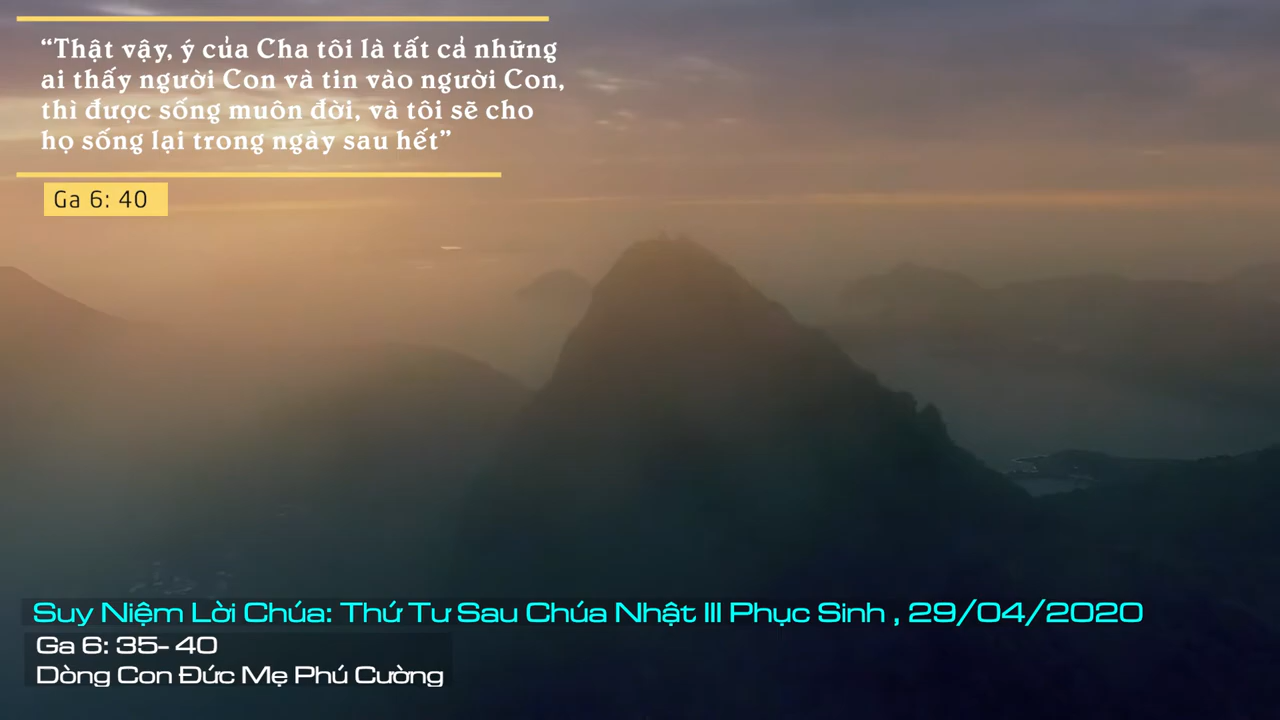 “Thật vậy, ý của Cha tôi là tất cả những
ai thấy người Con và tin vào người Con,
thì được sống muôn đời, và tôi sẽ cho
họ sống lại trong ngày sau hết”
Ga 6: 40
Suy Niệm Lời Chúa: Thứ Tư Sau Chúa Nhật III Phục Sinh , 29/04/2020
Ga 6: 35- 40
Dòng Con Đức Mẹ Phú Cường